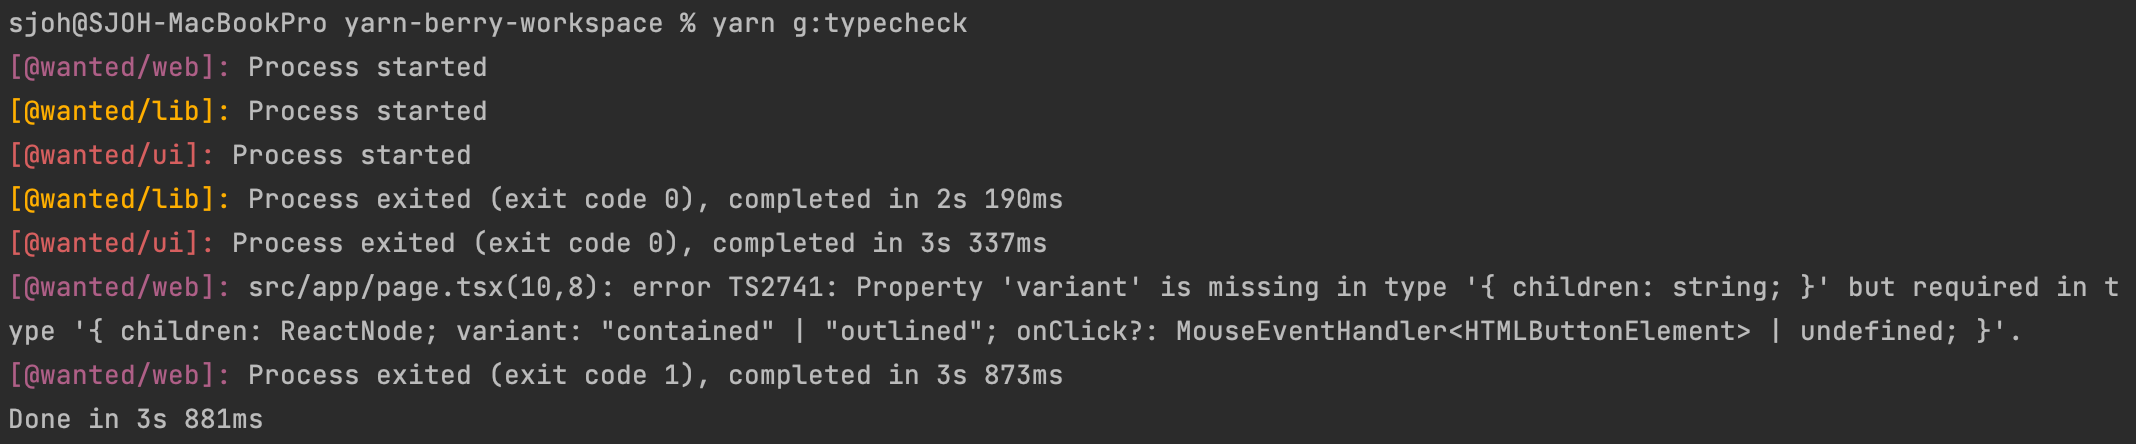 sjoh@SJOH-MacBookPro yarn-berry-workspace % yarn g:typecheck
[@wanted/web]: Process started
[@wanted/lib]: Process started
[@wanted/ui]: Process started
[@wanted/lib]: Process exited (exit code 0), completed in 2s 190ms
[@wanted/ui]: Process exited (exit code 0), completed in 3s 337ms
[@wanted/web]: src/app/page.tsx(10,8): error TS2741: Property 'variant' is missing in type '{ children: string; }' but required in t
ype '{ children: ReactNode; variant: "contained" | "outlined"; onClick?: MouseEventHandler<HTMLButtonElement> | undefined; }'.
[@wanted/web]: Process exited (exit code 1), completed in 3s 873ms
Done in 3s 881ms